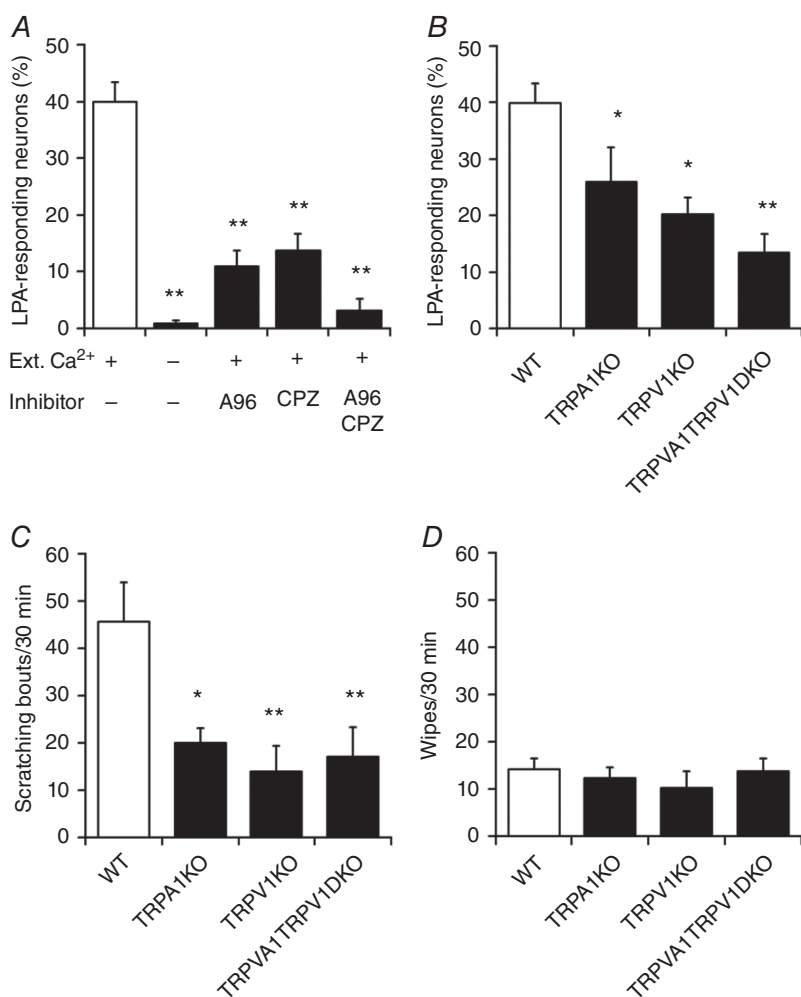 A
LPA-responding neurons (%)
50
40
30
20
10
0
**
**
**
**
Ext. Ca2+ + – + + +
Inhibitor – – A96 CPZ A96
CPZ
B
LPA-responding neurons (%)
50
40
30
20
10
0
*
*
**
WT
TRPA1KO
TRPV1KO
TRPVA1TRPV1DKO
C
Scratching bouts/30 min
60
50
40
30
20
10
0
*
**
**
WT
TRPA1KO
TRPV1KO
TRPVA1TRPV1DKO
D
Wipes/30 min
60
50
40
30
20
10
0
WT
TRPA1KO
TRPV1KO
TRPVA1TRPV1DKO